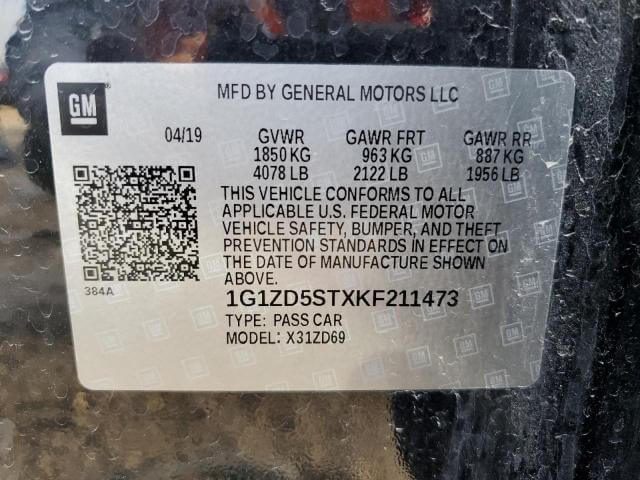 GM
MFD BY GENERAL MOTORS LLC
04/19 GVWR GAWR FRT GAWR RR
1850 KG 963 KG 887 KG
4078 LB 2122 LB 1956 LB
THIS VEHICLE CONFORMS TO ALL
APPLICABLE U.S. FEDERAL MOTOR
VEHICLE SAFETY, BUMPER, AND THEFT
PREVENTION STANDARDS IN EFFECT ON
THE DATE OF MANUFACTURE SHOWN
ABOVE.
384A
1G1ZD5STXKF211473
TYPE: PASS CAR
MODEL: X31ZD69